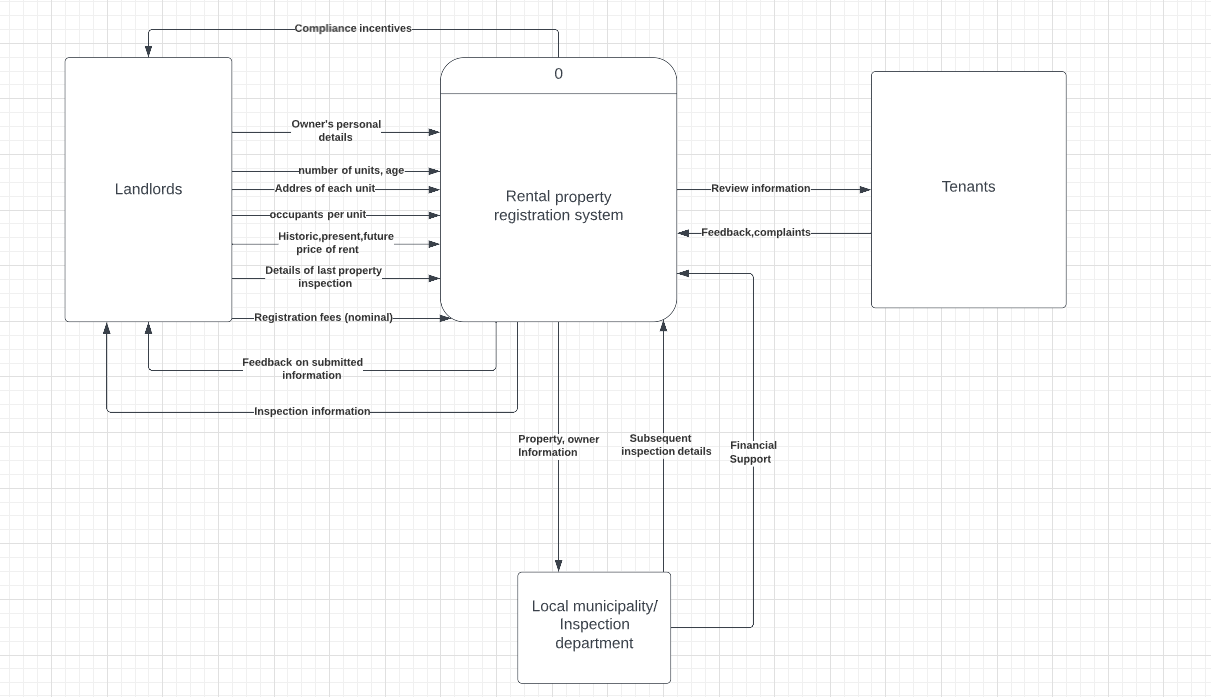 Compliance incentives
0
Owner's personal
details
number of units, age
Addres of each unit
occupants per unit
Historic,present,future
price of rent
Details of last property
inspection
Registration fees (nominal)
Landlords
Rental property
registration system
Review information
Feedback,complaints
Tenants
Feedback on submitted
information
Inspection information
Property, owner
Information
Subsequent
inspection details
Financial
Support
Local municipality/
Inspection
department